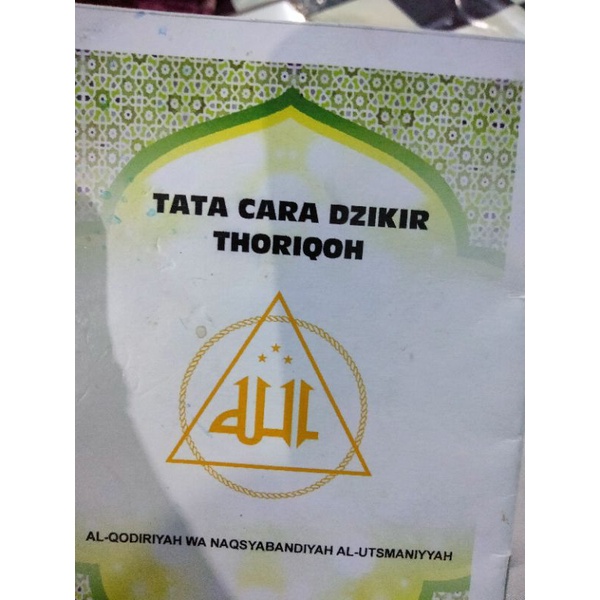 TATA CARA DZIKIR
THORIQOH
الله
AL-QODIRIYAH WA NAQSYABANDIYAH AL-UTSMANIYYAH